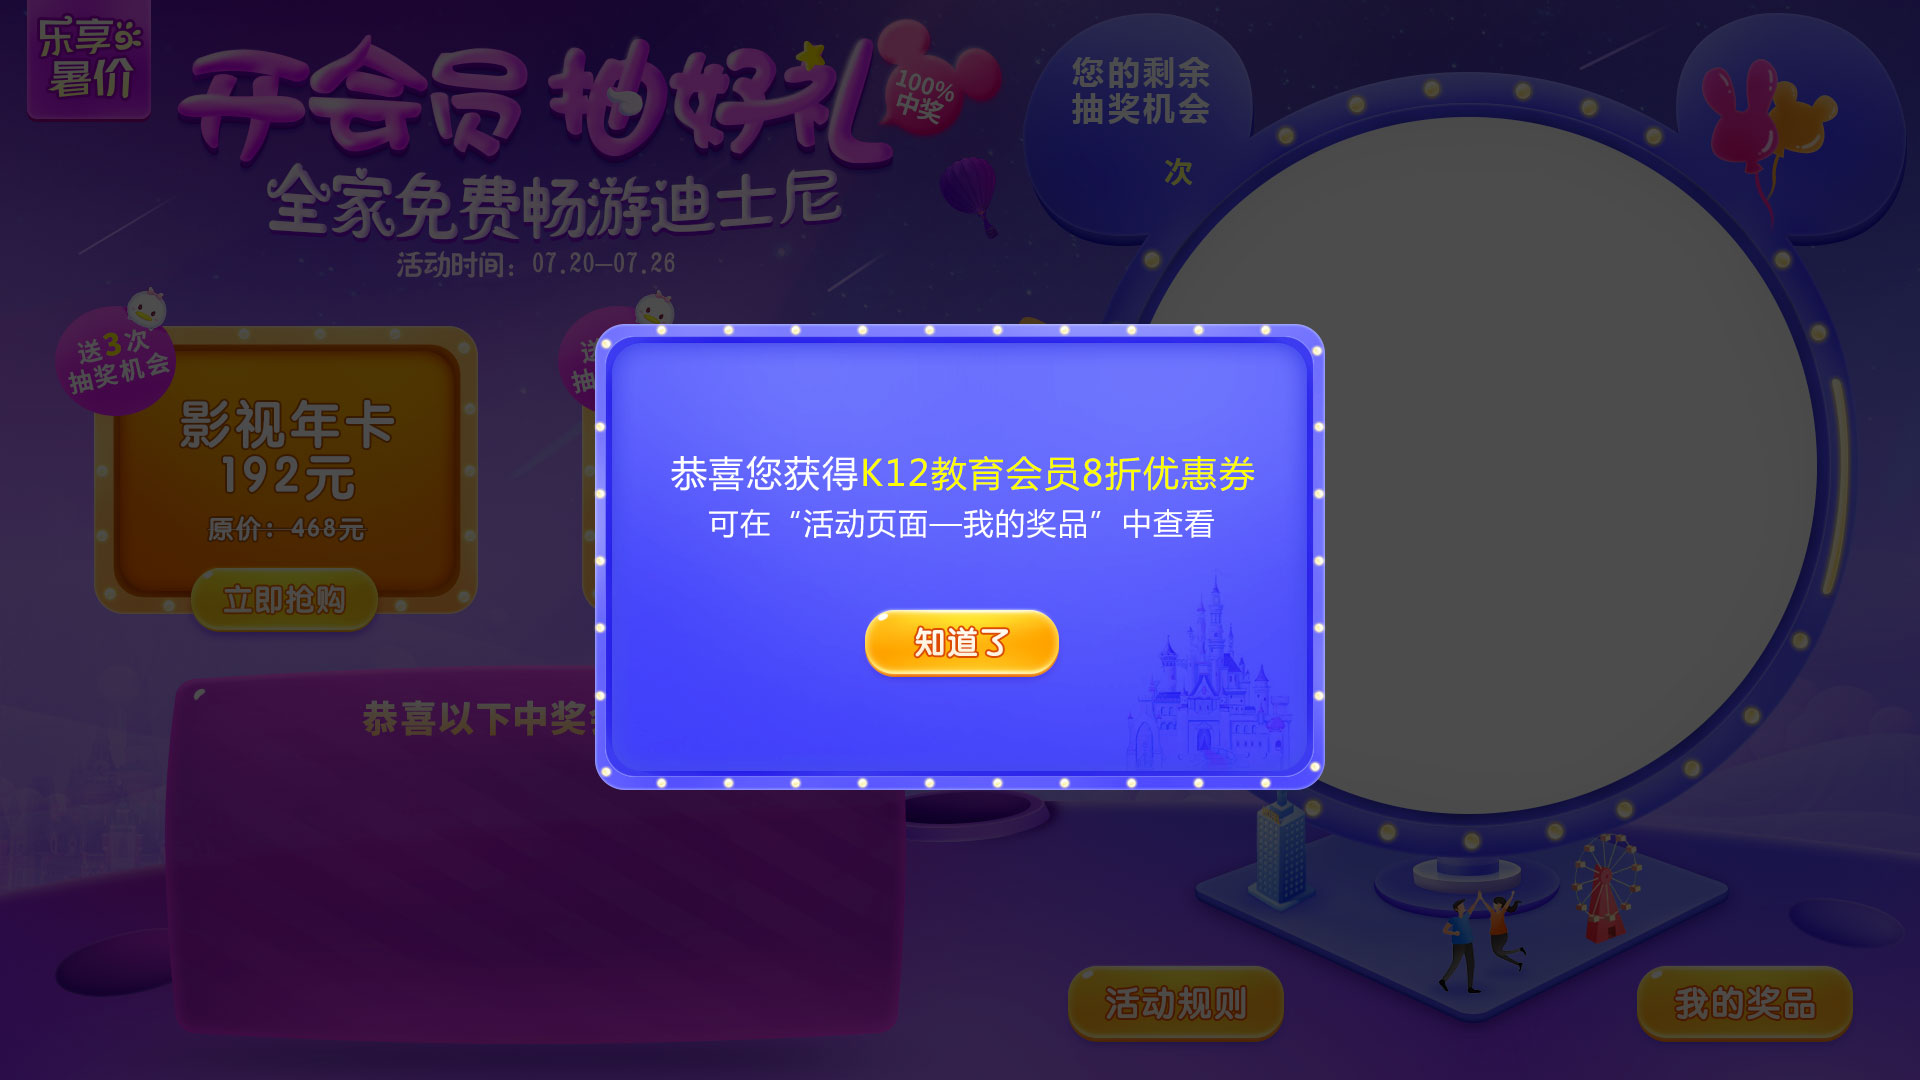 乐享
暑价
开会员 抽好礼
100%
中奖
全家免费畅游迪士尼
活动时间：07.20—07.26
您的剩余
抽奖机会
次
送3次
抽奖机会
影视年卡
192元
原价：468元
立即抢购
送
抽
恭喜您获得K12教育会员8折优惠券
可在“活动页面—我的奖品”中查看
知道了
恭喜以下中奖
活动规则
我的奖品